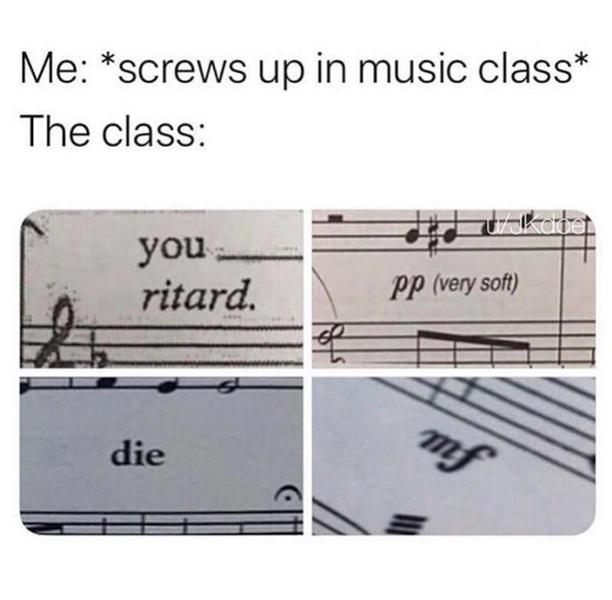 Me: *screws up in music class*
The class:
you
ritard.
pp (very soft)
u/JKdoe
die
mf